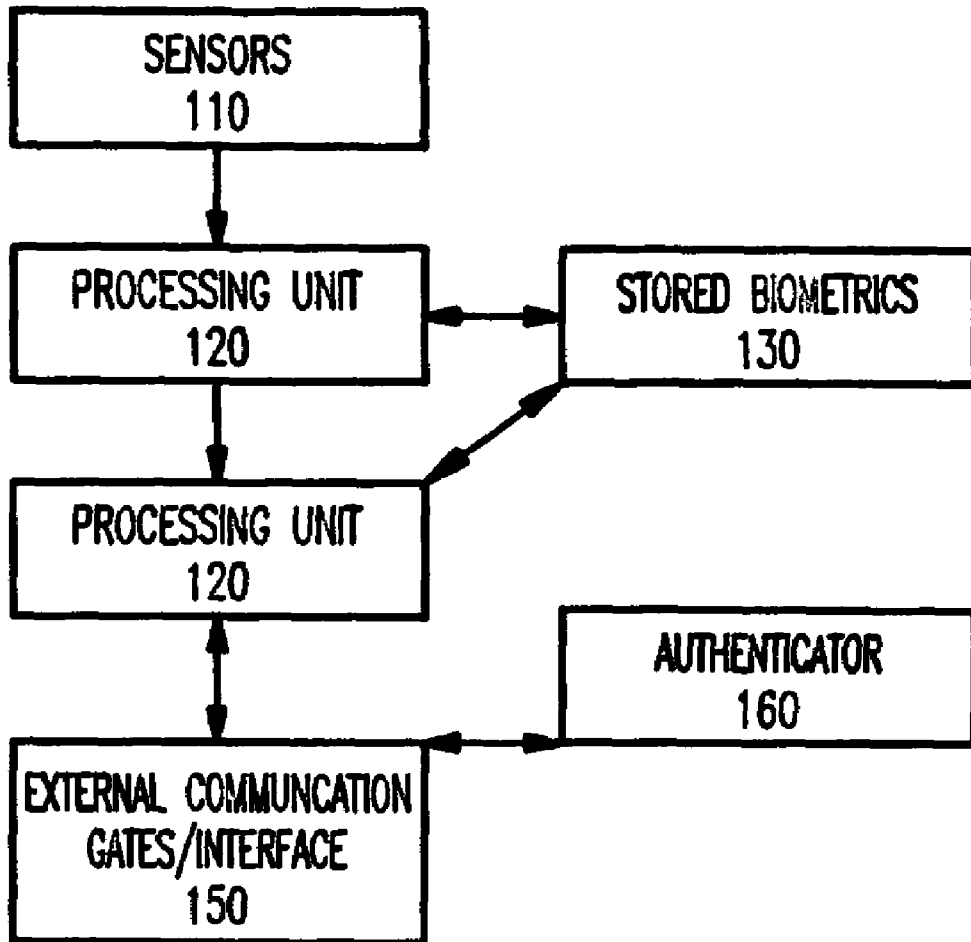 SENSORS
110
PROCESSING UNIT
120
STORED BIOMETRICS
130
PROCESSING UNIT
120
AUTHENTICATOR
160
EXTERNAL COMMUNCATION
GATES/INTERFACE
150